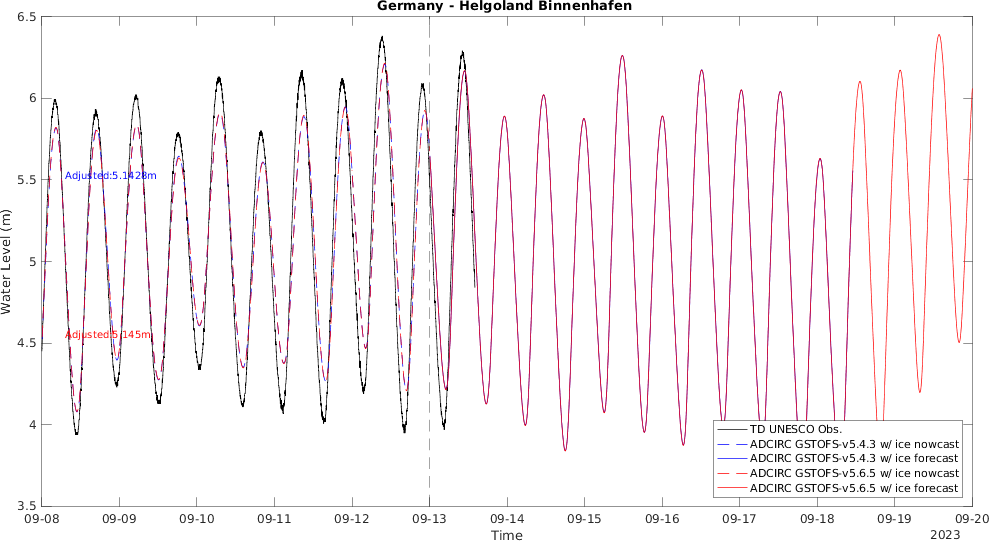 Germany - Helgoland Binnenhafen
6.5
6
5.5
5
4.5
4
3.5
Water Level (m)
Adjusted:5.1428m
Adjusted:5.145m
TD UNESCO Obs.
ADCIRC GSTOFS-v5.4.3 w/ ice nowcast
ADCIRC GSTOFS-v5.4.3 w/ ice forecast
ADCIRC GSTOFS-v5.6.5 w/ ice nowcast
ADCIRC GSTOFS-v5.6.5 w/ ice forecast
09-08 09-09 09-10 09-11 09-12 09-13 09-14 09-15 09-16 09-17 09-18 09-19 09-20
Time
2023